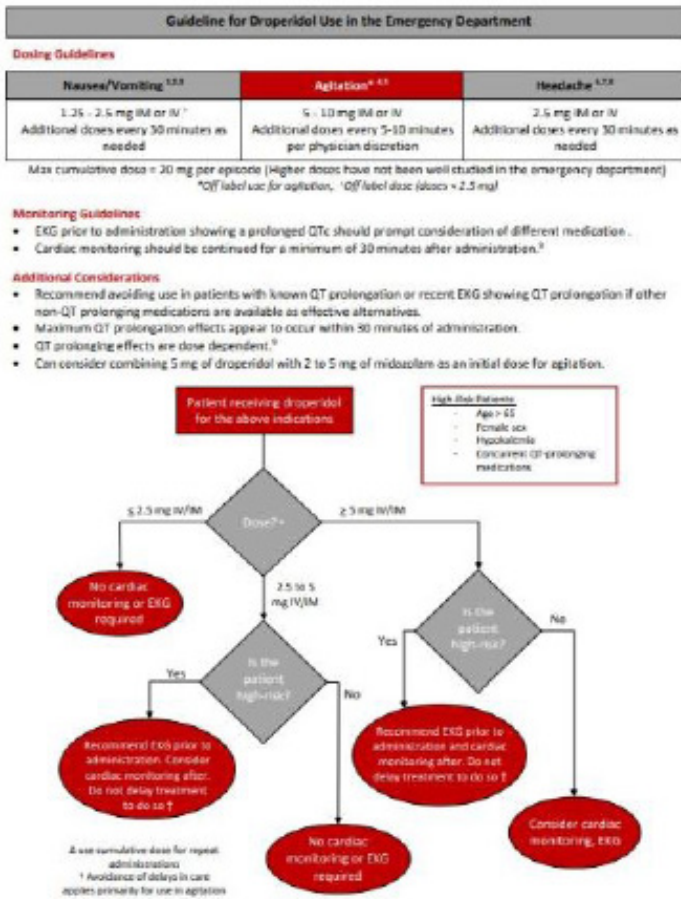 Guideline for Droperidol Use in the Emergency Department
Dosing Guidelines
Nausea/Vomiting
Agitation
Headache
1.25 - 2.5 mg IM or IV
Additional doses every 30 minutes as
needed
5 - 10 mg IM or IV
Additional doses every 5-10 minutes
per physician discretion
2.5 mg IM or IV
Additional doses every 30 minutes as
needed
Max cumulative dose = 20 mg per episode (Higher doses have not been well studied in the emergency department)
*Off label use for agitation, Off label dose (doses < 2.5 mg)
Monitoring Guidelines
• EKG prior to administration showing a prolonged QTc should prompt consideration of different medication .
• Cardiac monitoring should be continued for a minimum of 30 minutes after administration.⁹
Additional Considerations
• Recommend avoiding use in patients with known QT prolongation or recent EKG showing QT prolongation if other
non-QT prolonging medications are available as effective alternatives.
• Maximum QT prolongation effects appear to occur within 30 minutes of administration.
• QT prolonging effects are dose dependent.⁹
• Can consider combining 5 mg of droperidol with 2 to 5 mg of midazolam as an initial dose for agitation.
Patient receiving droperidol
for the above indications
High Risk Patients
- Age > 65
- Female sex
- Hypokalemia
- Concurrent QT-prolonging
medications
≤ 2.5 mg IV/IM
Dose?
≥ 5 mg IV/IM
No cardiac
monitoring or EKG
required
2.5 to 5
mg IV/IM
Is the
patient
high-risk?
Yes
No
Is the
patient
high-risk?
Yes
No
Recommend EKG prior to
administration. Consider
cardiac monitoring after.
Do not delay treatment
to do so †
Recommend EKG prior to
administration and cardiac
monitoring after. Do not
delay treatment to do so †
No cardiac
monitoring or EKG
required
Consider cardiac
monitoring, EKG
use cumulative dose for repeat
administrations
† Avoidance of delays in care
applies primarily for use in agitation